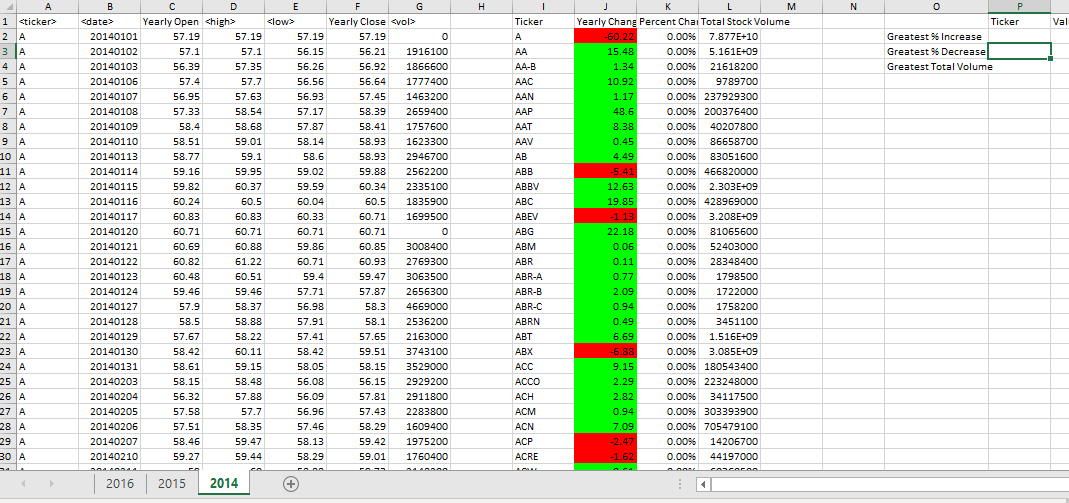 A B C D E F G H I J K L M N O P
1 <ticker> <date> Yearly Open <high> <low> Yearly Close <vol> Ticker Yearly Chang Percent Chan Total Stock Volume Ticker Val
2 A 20140101 57.19 57.19 57.19 57.19 0 A -60.22 0.00% 7.877E+10 Greatest % Increase
3 A 20140102 57.1 57.1 56.15 56.21 1916100 AA 15.48 0.00% 5.161E+09 Greatest % Decrease
4 A 20140103 56.39 57.35 56.26 56.92 1866600 AA-B 1.34 0.00% 21618200 Greatest Total Volume
5 A 20140106 57.4 57.7 56.56 56.64 1777400 AAC 10.92 0.00% 9789700
6 A 20140107 56.95 57.63 56.93 57.45 1463200 AAN 1.17 0.00% 237929300
7 A 20140108 57.33 58.54 57.17 58.39 2659400 AAP 48.6 0.00% 200376400
8 A 20140109 58.4 58.68 57.87 58.41 1757600 AAT 8.38 0.00% 40207800
9 A 20140110 58.51 59.01 58.14 58.93 1623300 AAV 0.45 0.00% 86658700
10 A 20140113 58.77 59.1 58.6 58.93 2946700 AB 4.49 0.00% 83051600
11 A 20140114 59.16 59.95 59.02 59.88 2562200 ABB -5.41 0.00% 466820000
12 A 20140115 59.82 60.37 59.59 60.34 2335100 ABBV 12.63 0.00% 2.303E+09
13 A 20140116 60.24 60.5 60.04 60.5 1835900 ABC 19.85 0.00% 428969000
14 A 20140117 60.83 60.83 60.33 60.71 1699500 ABEV -1.13 0.00% 3.208E+09
15 A 20140120 60.71 60.71 60.71 60.71 0 ABG 22.18 0.00% 81065600
16 A 20140121 60.69 60.88 59.86 60.85 3008400 ABM 0.06 0.00% 52403000
17 A 20140122 60.82 61.22 60.71 60.93 2769300 ABR 0.11 0.00% 28348400
18 A 20140123 60.48 60.51 59.4 59.47 3063500 ABR-A 0.77 0.00% 1798500
19 A 20140124 59.46 59.46 57.71 57.87 2656300 ABR-B 2.09 0.00% 1722000
20 A 20140127 57.9 58.37 56.98 58.3 4669000 ABR-C 0.94 0.00% 1758200
21 A 20140128 58.5 58.88 57.91 58.1 2536200 ABRN 0.49 0.00% 3451100
22 A 20140129 57.67 58.22 57.41 57.65 2163000 ABT 6.69 0.00% 1.516E+09
23 A 20140130 58.42 60.11 58.42 59.51 3743100 ABX -6.88 0.00% 3.085E+09
24 A 20140131 58.61 59.15 58.05 58.15 3529000 ACC 9.15 0.00% 180543400
25 A 20140203 58.15 58.48 56.08 56.15 2929200 ACCO 2.29 0.00% 223248000
26 A 20140204 56.32 57.88 56.09 57.81 2911800 ACH 2.82 0.00% 34117500
27 A 20140205 57.58 57.7 56.96 57.43 2283800 ACM 0.94 0.00% 303393900
28 A 20140206 57.51 58.35 57.46 58.29 1609400 ACN 7.09 0.00% 705479100
29 A 20140207 58.46 59.47 58.13 59.42 1975200 ACP -2.47 0.00% 14206700
30 A 20140210 59.27 59.44 58.29 59.01 1760400 ACRE -1.62 0.00% 44197000
2016 2015 2014